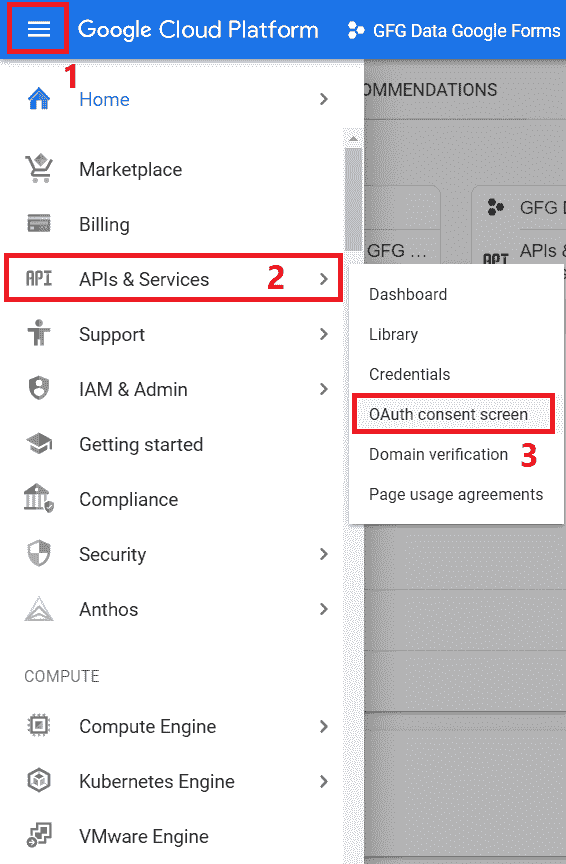 Google Cloud Platform
GFG Data Google Forms
1
Home
OMMENDATIONS
Marketplace
Billing
GFG
GFG ...
APIs &
API
API APIs & Services 2
Dashboard
Library
Support
Credentials
IAM & Admin
OAuth consent screen
Getting started
Domain verification 3
Page usage agreements
Compliance
Security
Anthos
COMPUTE
Compute Engine
Kubernetes Engine
VMware Engine